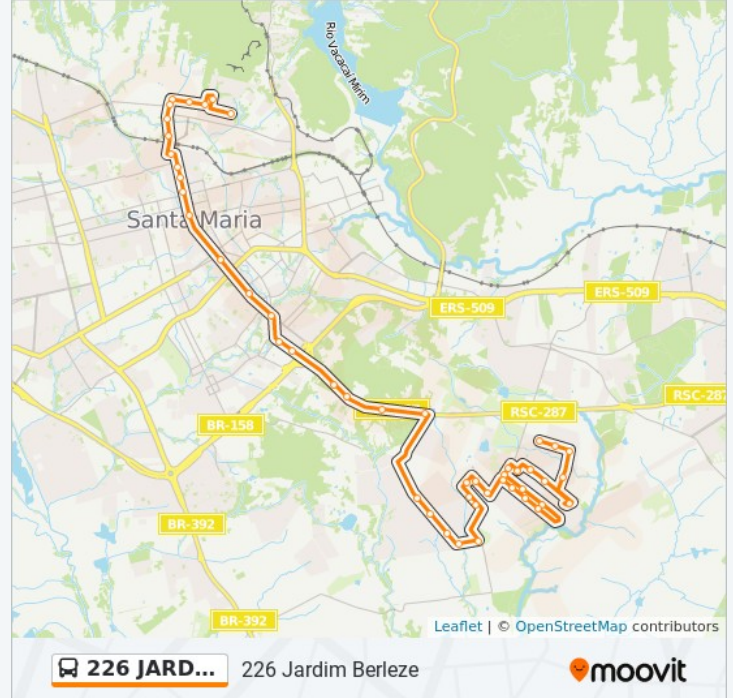 Rio Vacacaí Mirim
Santa Maria
ERS-509
ERS-509
RSC-287
RSC-287
BR-158
BR-392
BR-392
Leaflet | © OpenStreetMap contributors
226 JARD...
226 Jardim Berleze
moovit